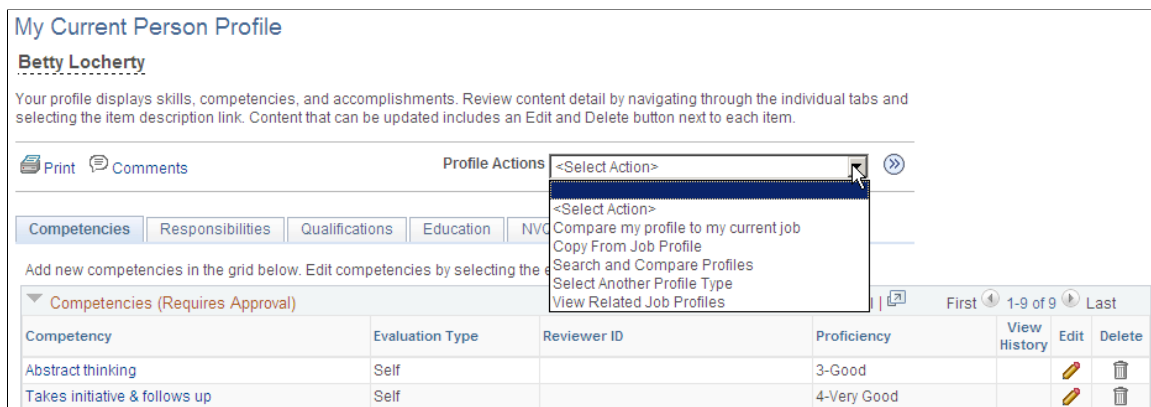 My Current Person Profile
Betty Locherty
Your profile displays skills, competencies, and accomplishments. Review content detail by navigating through the individual tabs and
selecting the item description link. Content that can be updated includes an Edit and Delete button next to each item.
Print Comments Profile Actions <Select Action>
<Select Action>
Compare my profile to my current job
Copy From Job Profile
Search and Compare Profiles
Select Another Profile Type
View Related Job Profiles
Competencies Responsibilities Qualifications Education
Add new competencies in the grid below. Edit competencies by selecting the
Competencies (Requires Approval) First 1-9 of 9 Last
Competency Evaluation Type Reviewer ID Proficiency View History Edit Delete
Abstract thinking Self 3-Good
Takes initiative & follows up Self 4-Very Good